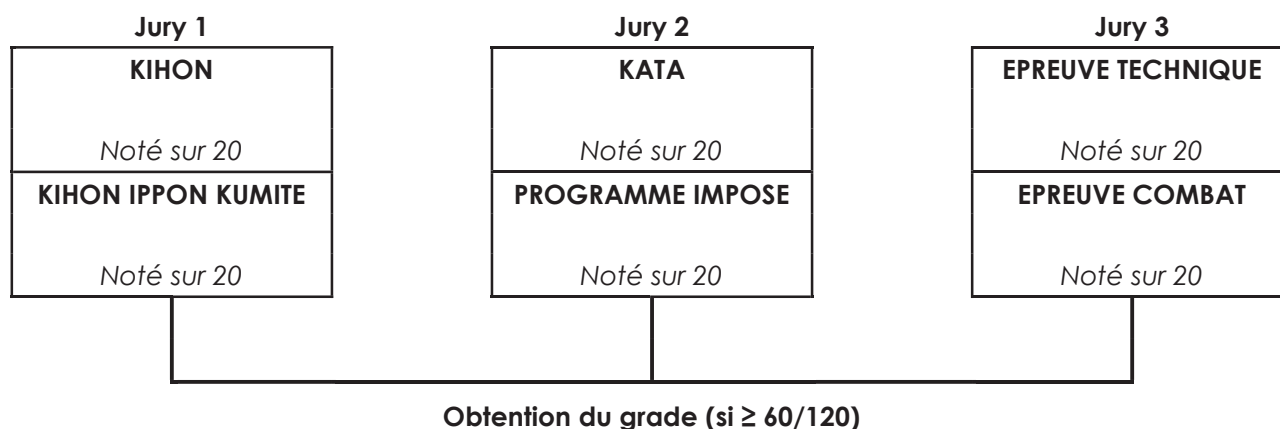 Jury 1
KIHON
Noté sur 20
KIHON IPPON KUMITE
Noté sur 20
Jury 2
KATA
Noté sur 20
PROGRAMME IMPOSE
Noté sur 20
Jury 3
EPREUVE TECHNIQUE
Noté sur 20
EPREUVE COMBAT
Noté sur 20
Obtention du grade (si ≥ 60/120)